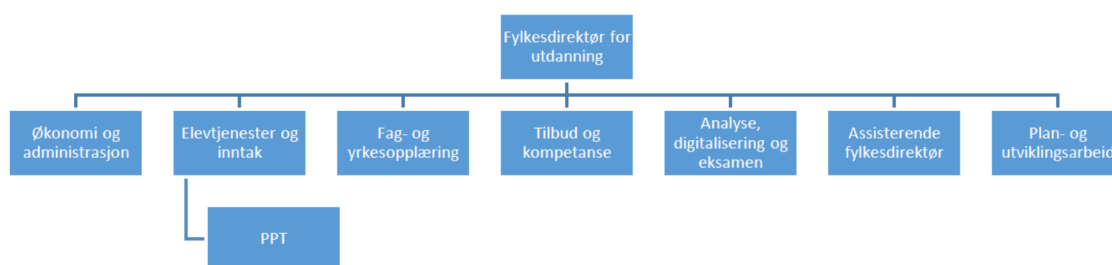 Fylkesdirektør for
utdanning
Økonomi og
administrasjon
Elevtjenester og
inntak
Fag- og
yrkesopplæring
Tilbud og
kompetanse
Analyse,
digitalisering og
eksamen
Assisterende
fylkesdirektør
Plan- og
utviklingsarbeid
PPT